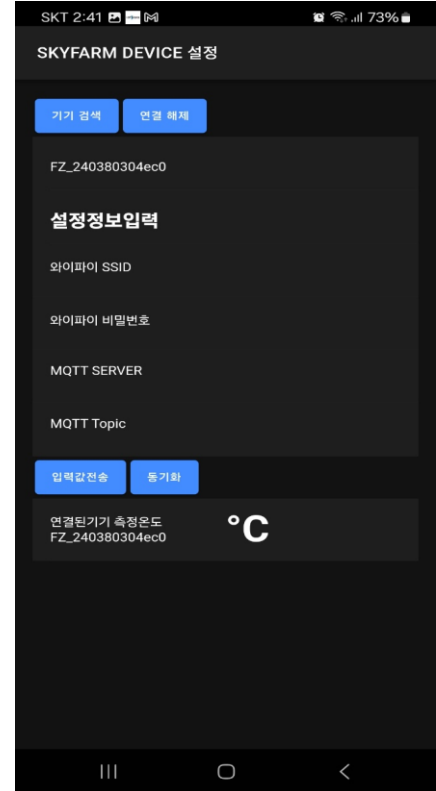 SKT 2:41
73%
SKYFARM DEVICE 설정
기기 검색
연결 해제
FZ_240380304ec0
설정정보입력
와이파이 SSID
와이파이 비밀번호
MQTT SERVER
MQTT Topic
입력값전송
동기화
연결된기기 측정온도
FZ_240380304ec0
°C